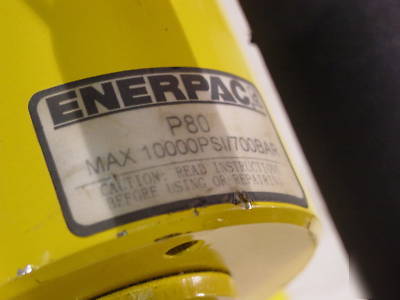 ENERPAC®
P80
MAX 10000PSI/700BAR
CAUTION: READ INSTRUCTIONS
BEFORE USING OR REPAIRING